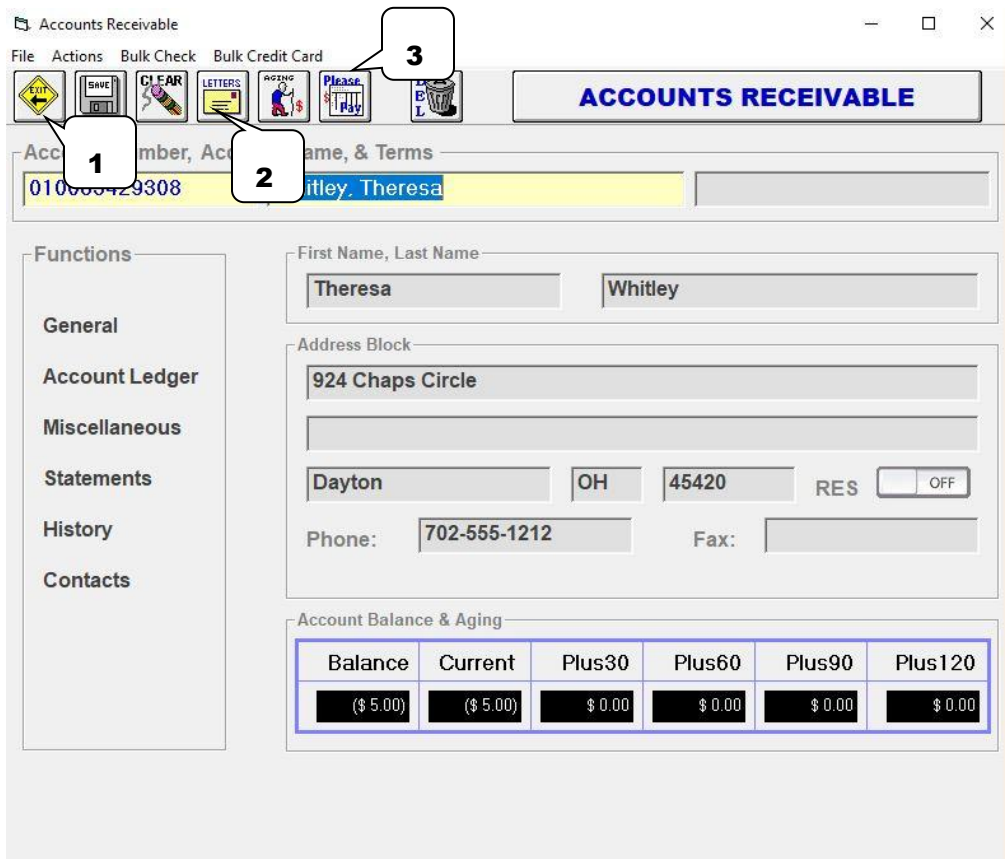 Accounts Receivable
File Actions Bulk Check Bulk Credit Card
3
EXIT SAVE CLEAR LETTERS AGING $ Please $ Pay DEL
ACCOUNTS RECEIVABLE
1
2
mber, Acc ame, & Terms
itley, Theresa
Functions
General
Account Ledger
Miscellaneous
Statements
History
Contacts
First Name, Last Name
Theresa Whitley
Address Block
924 Chaps Circle
Dayton OH 45420 RES OFF
Phone: 702-555-1212 Fax:
Account Balance & Aging
Balance Current Plus30 Plus60 Plus90 Plus120
($ 5.00) ($ 5.00) $ 0.00 $ 0.00 $ 0.00 $ 0.00